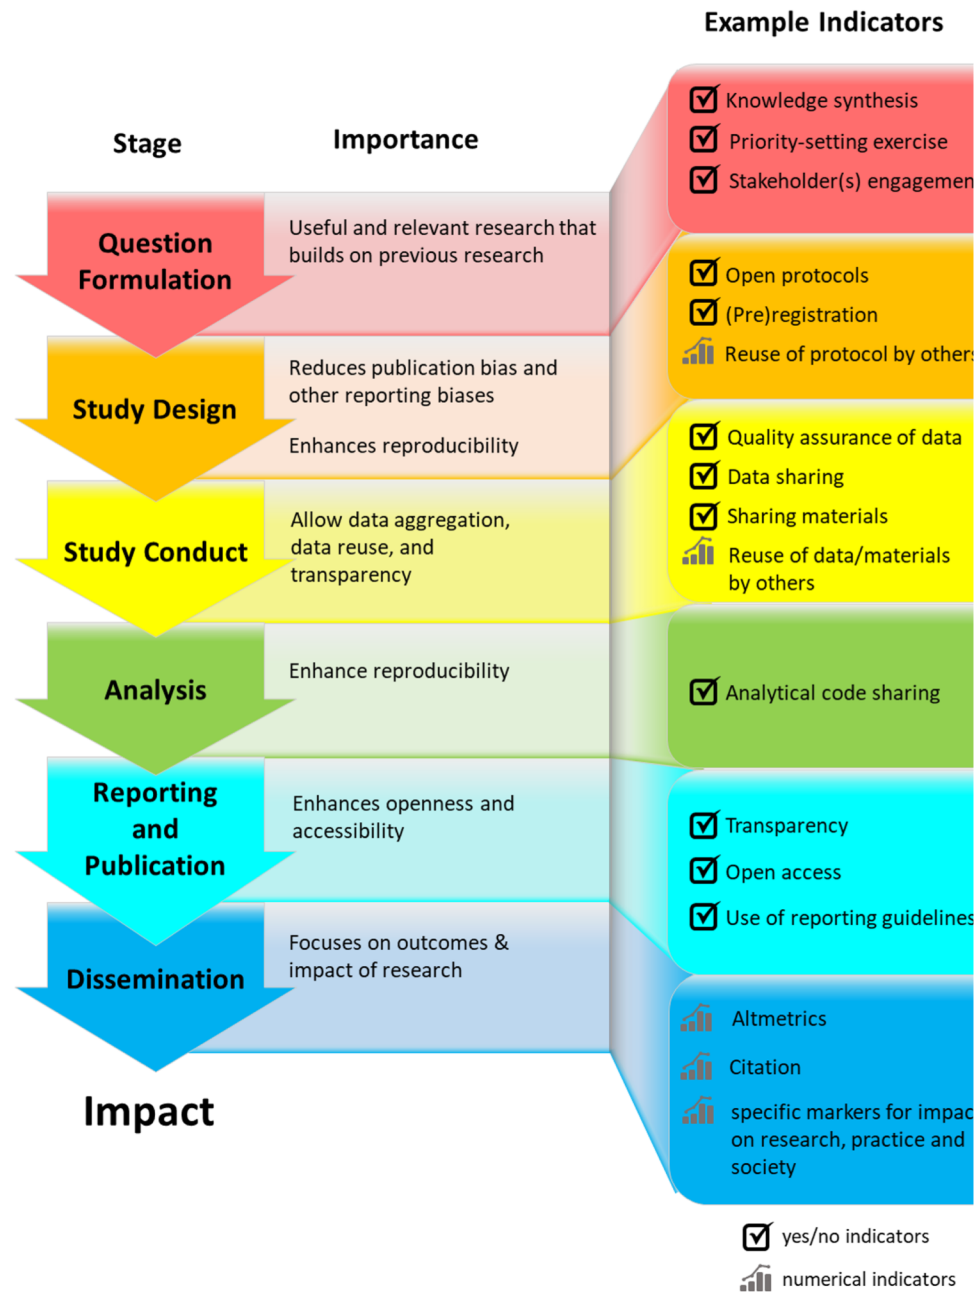 Example Indicators
Stage
Importance
Question
Formulation
Useful and relevant research that
builds on previous research
Knowledge synthesis
Priority-setting exercise
Stakeholder(s) engagemen
Study Design
Reduces publication bias and
other reporting biases
Enhances reproducibility
Open protocols
(Pre)registration
Reuse of protocol by others
Study Conduct
Allow data aggregation,
data reuse, and
transparency
Quality assurance of data
Data sharing
Sharing materials
Reuse of data/materials
by others
Analysis
Enhance reproducibility
Analytical code sharing
Reporting
and
Publication
Enhances openness and
accessibility
Transparency
Open access
Use of reporting guidelines
Dissemination
Focuses on outcomes &
impact of research
Altmetrics
Citation
specific markers for impac
on research, practice and
society
Impact
yes/no indicators
numerical indicators